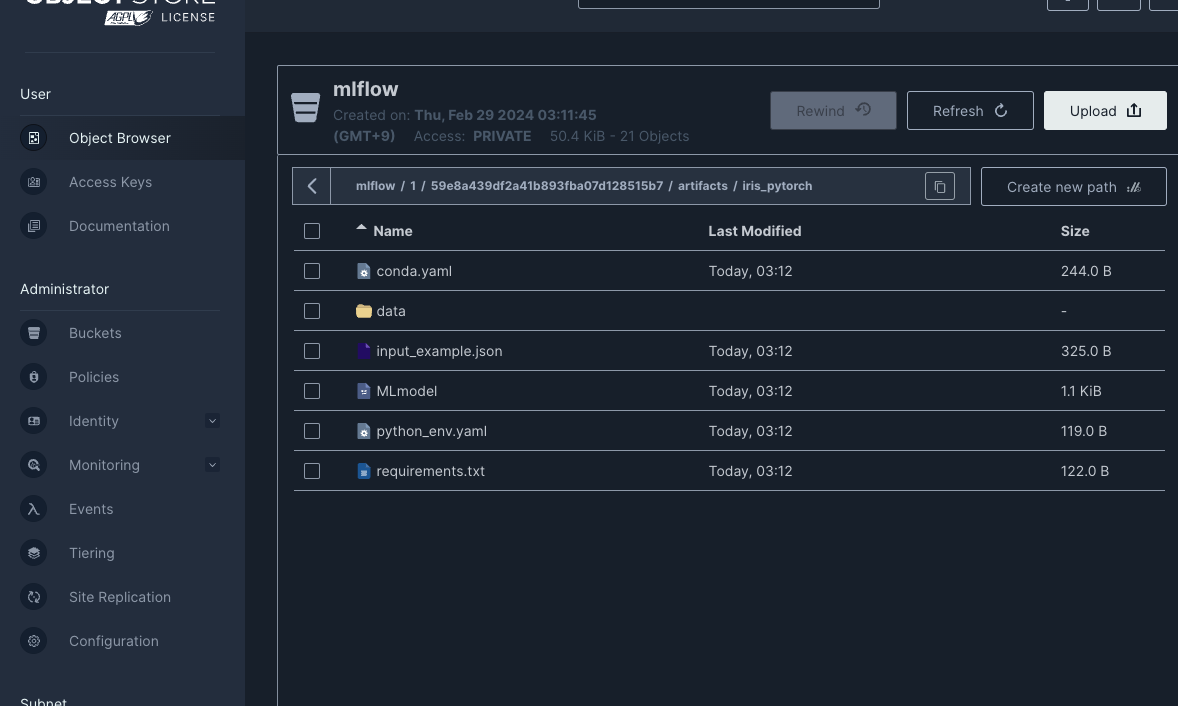 OBJECT STORE
AGPL LICENSE
User
Object Browser
Access Keys
Documentation
Administrator
Buckets
Policies
Identity
Monitoring
Events
Tiering
Site Replication
Configuration
Subnet
mlflow
Created on: Thu, Feb 29 2024 03:11:45
(GMT+9) Access: PRIVATE 50.4 KiB - 21 Objects
Rewind
Refresh
Upload
mlflow / 1 / 59e8a439df2a41b893fba07d128515b7 / artifacts / iris_pytorch
Create new path
Name Last Modified Size
conda.yaml Today, 03:12 244.0 B
data -
input_example.json Today, 03:12 325.0 B
MLmodel Today, 03:12 1.1 KiB
python_env.yaml Today, 03:12 119.0 B
requirements.txt Today, 03:12 122.0 B